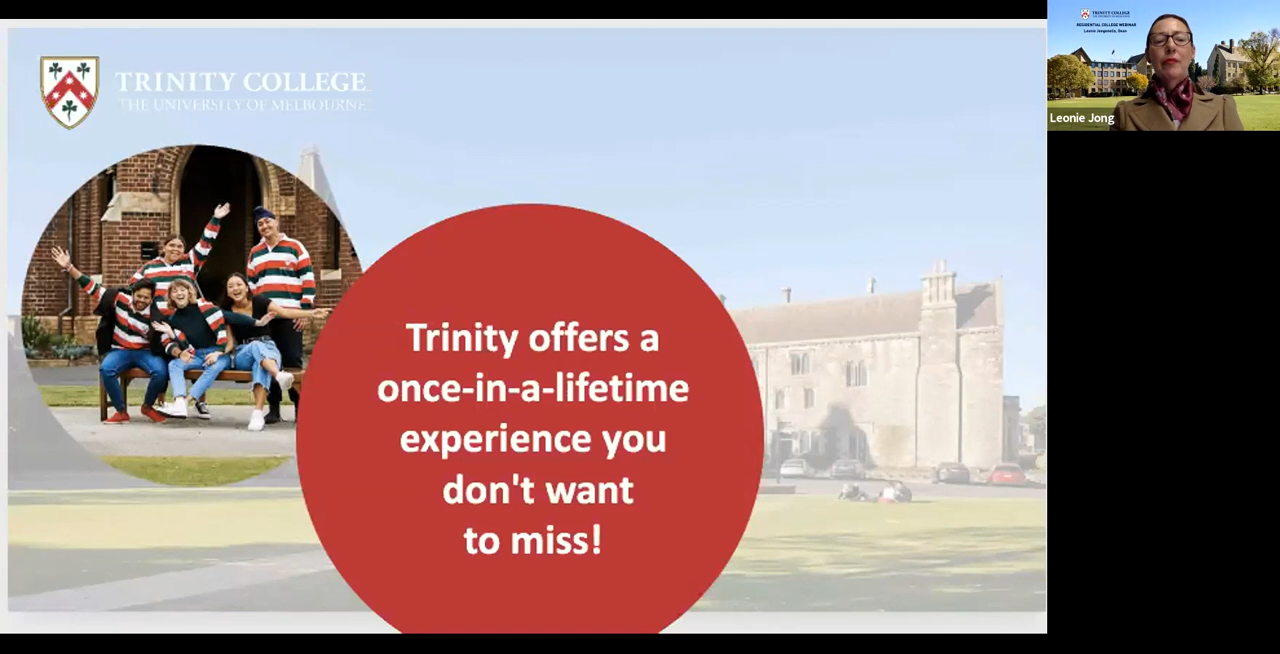 TRINITY COLLEGE
THE UNIVERSITY OF MELBOURNE
Trinity offers a
once-in-a-lifetime
experience you
don't want
to miss!
TRINITY COLLEGE
RESIDENTIAL COLLEGE WEBINAR
Leonie Jong